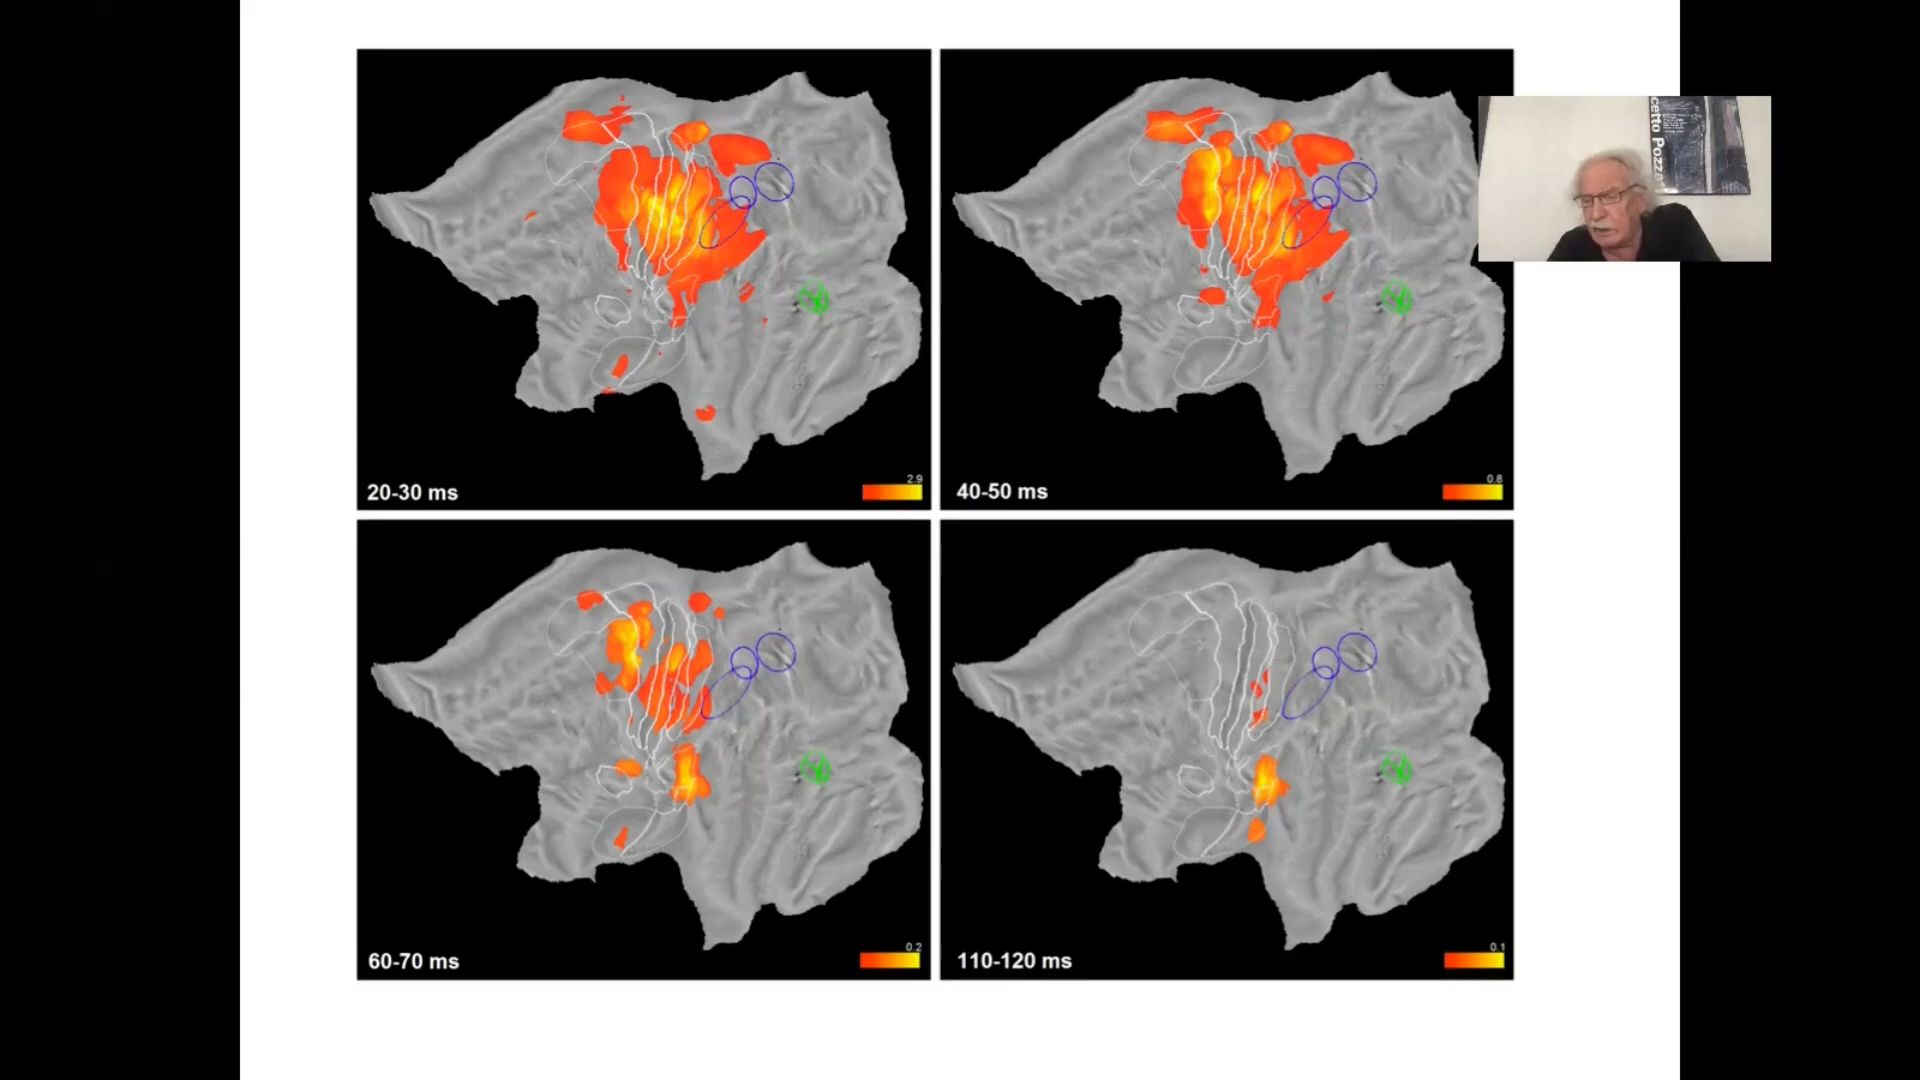 2.9
20-30 ms
0.8
40-50 ms
cetto Pozze
0.2
60-70 ms
0.1
110-120 ms